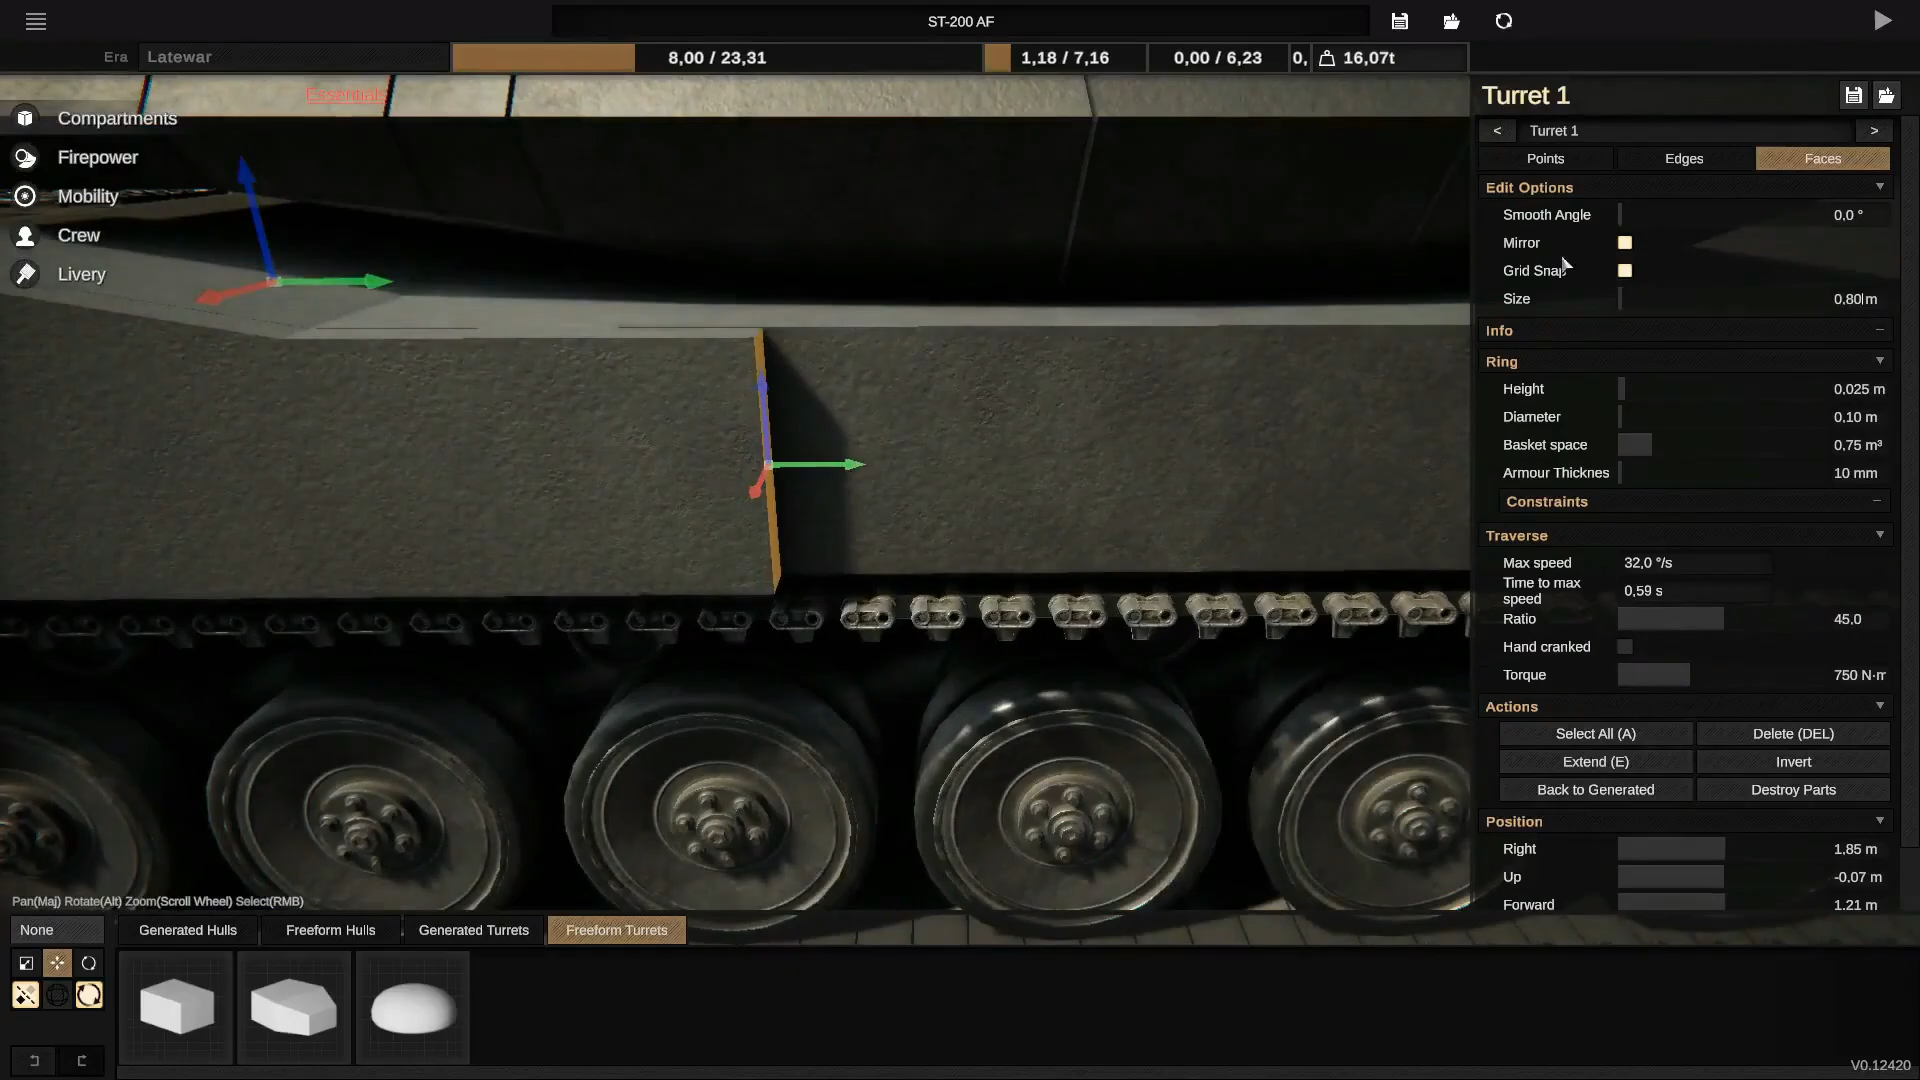 ST-200 AF
Era
Latewar
8,00 / 23,31
1,18 / 7,16
0,00 / 6,23
0,
16,07t
Essentials
Compartments
Firepower
Mobility
Crew
Livery
Turret 1
<
Turret 1
>
Points
Edges
Faces
Edit Options
Smooth Angle
0,0 °
Mirror
Grid Snap
Size
0.80 m
Info
Ring
Height
0,025 m
Diameter
0,10 m
Basket space
0,75 m³
Armour Thicknes
10 mm
Constraints
Traverse
Max speed
32,0 °/s
Time to max
speed
0,59 s
Ratio
45,0
Hand cranked
Torque
750 N·m
Actions
Select All (A)
Delete (DEL)
Extend (E)
Invert
Back to Generated
Destroy Parts
Position
Right
1,85 m
Up
-0,07 m
Forward
1,21 m
Pan(Maj) Rotate(Alt) Zoom(Scroll Wheel) Select(RMB)
None
Generated Hulls
Freeform Hulls
Generated Turrets
Freeform Turrets
V0.12420